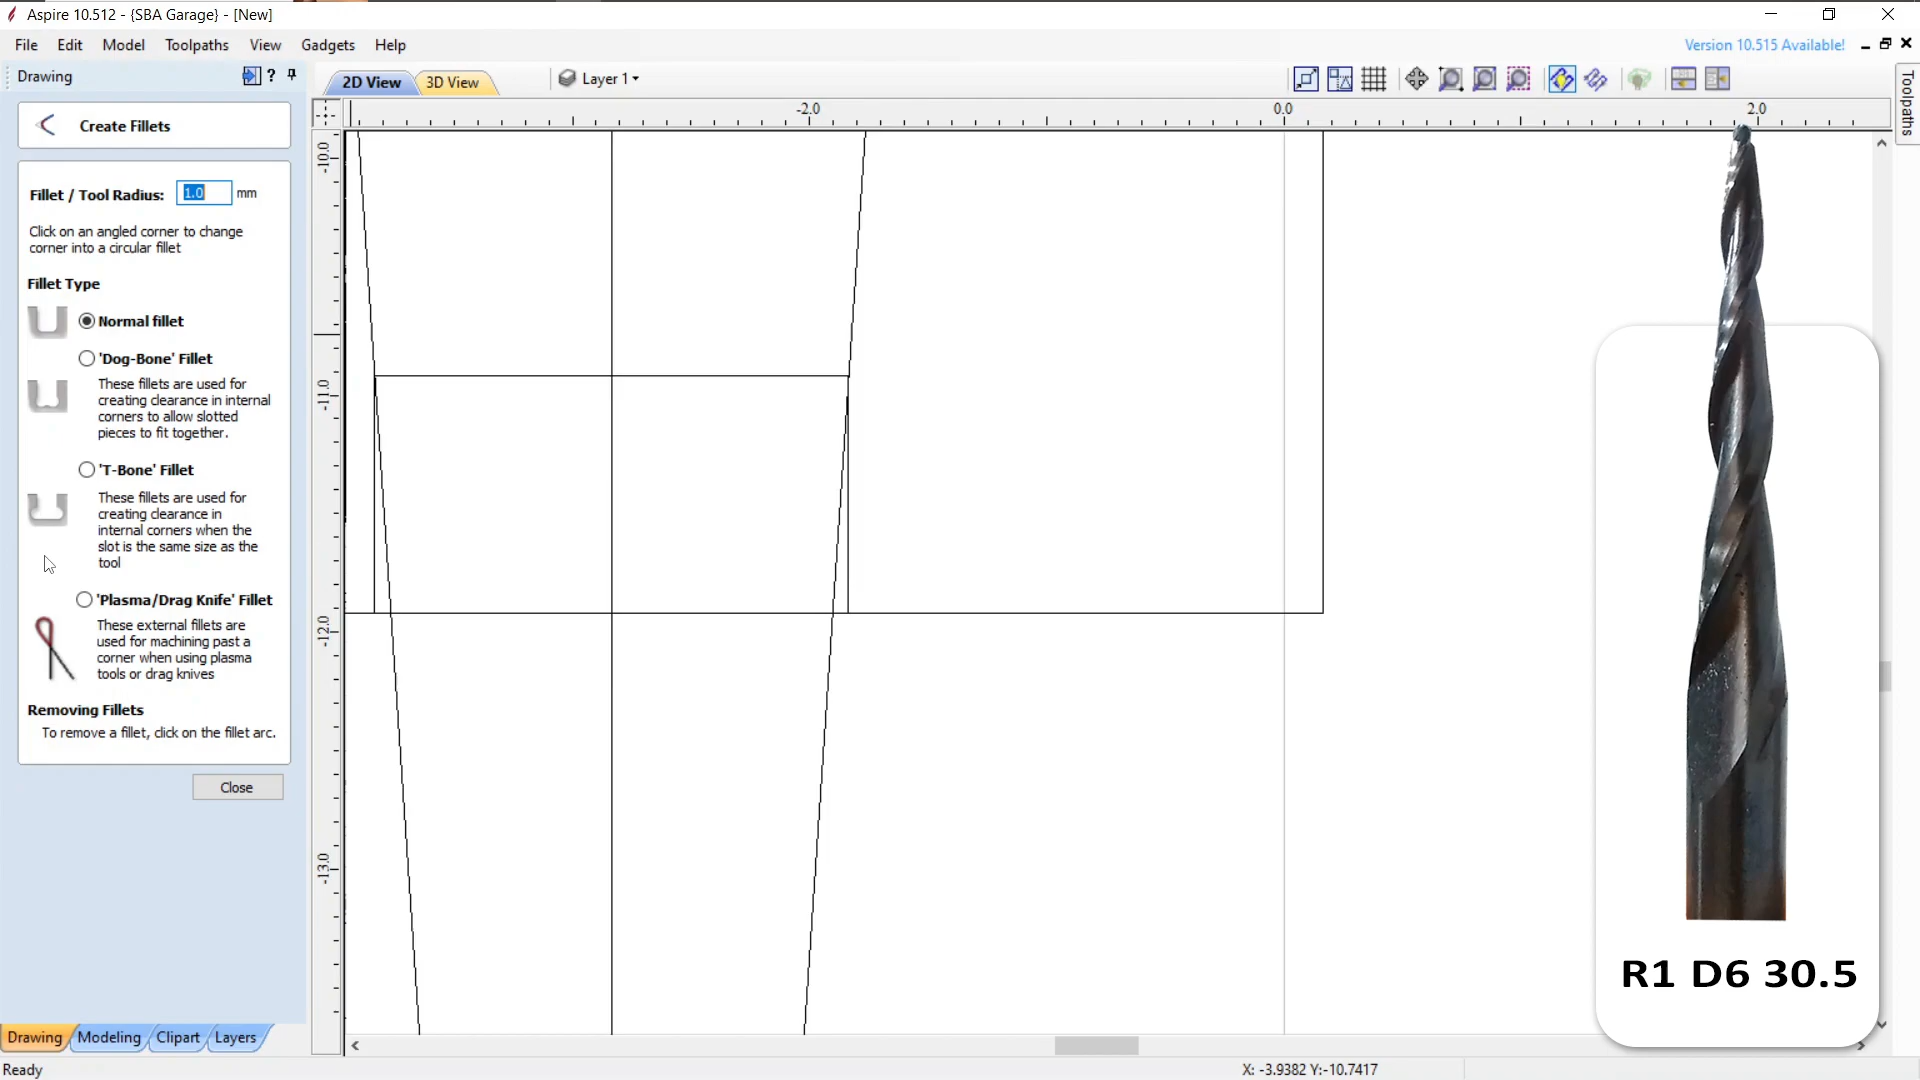 Aspire 10.512 - {SBA Garage} - [New]
File Edit Model Toolpaths View Gadgets Help
Version 10.515 Available!
Drawing
2D View 3D View Layer 1
Toolpaths
-2.0 0.0 2.0
Create Fillets
-10.0
Fillet / Tool Radius: 1.0 mm
Click on an angled corner to change
corner into a circular fillet
Fillet Type
Normal fillet
'Dog-Bone' Fillet
These fillets are used for
creating clearance in internal
corners to allow slotted
pieces to fit together.
-11.0
'T-Bone' Fillet
These fillets are used for
creating clearance in
internal corners when the
slot is the same size as the
tool
'Plasma/Drag Knife' Fillet
These external fillets are
used for machining past a
corner when using plasma
tools or drag knives
-12.0
Removing Fillets
To remove a fillet, click on the fillet arc.
Close
-13.0
R1 D6 30.5
Drawing Modeling Clipart Layers
Ready
X: -3.9382 Y:-10.7417